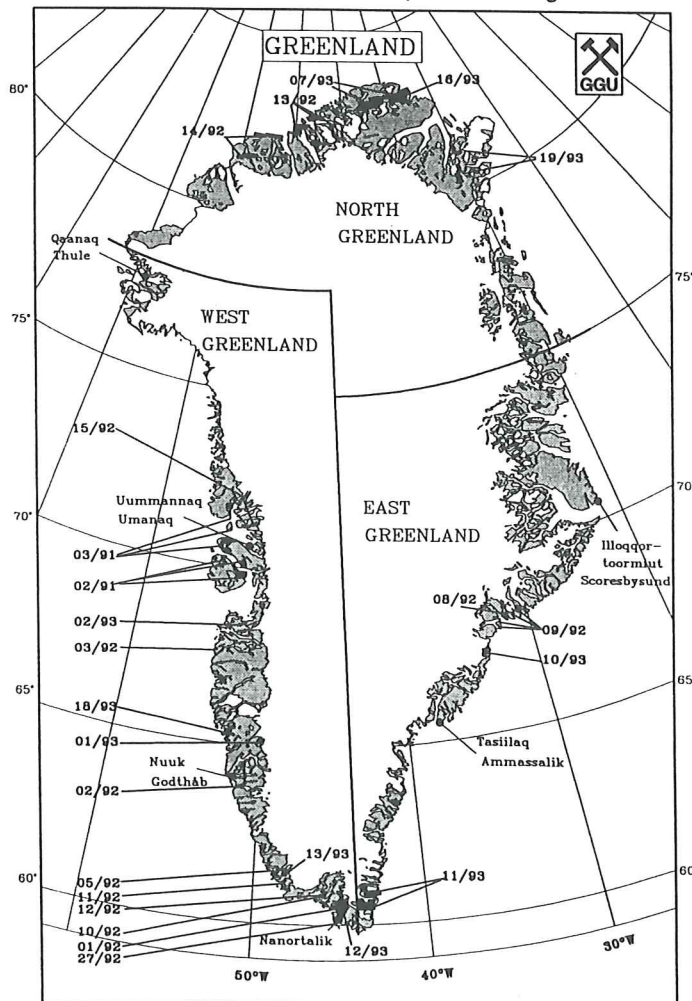 GREENLAND
GGU
80°
07/93
16/93
13/92
14/92
19/93
NORTH
GREENLAND
Qaanaq
Thule
75°
75°
WEST
GREENLAND
15/92
Uummannaq
Umanaq
70°
70°
EAST
GREENLAND
Illoqqor-
toormiut
Scoresbysund
03/91
02/91
08/92
09/92
02/93
03/92
10/93
65°
65°
18/93
01/93
Tasiilaq
Ammassalik
Nuuk
Godthåb
02/92
13/93
05/92
11/93
60°
60°
11/92
12/92
10/92
01/92
27/92
Nanortalik
12/93
50°W
40°W
30°W